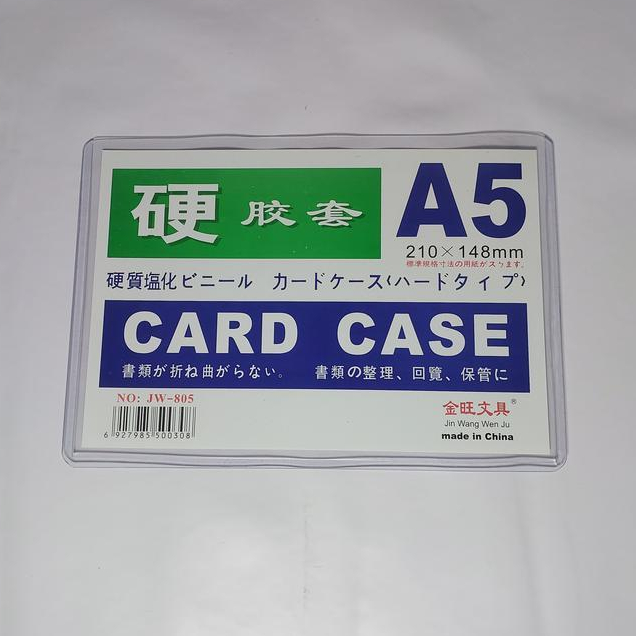 硬 胶套
A5
210×148mm
標準規格寸法の用紙がスケます。
硬質塩化ビニール カードケース(ハードタイプ)
CARD CASE
書類が折ね曲がらない。 書類の整理、回覽、保管に
NO: JW-805
6 927985 500308
金旺文具®
Jin Wang Wen Ju
made in China